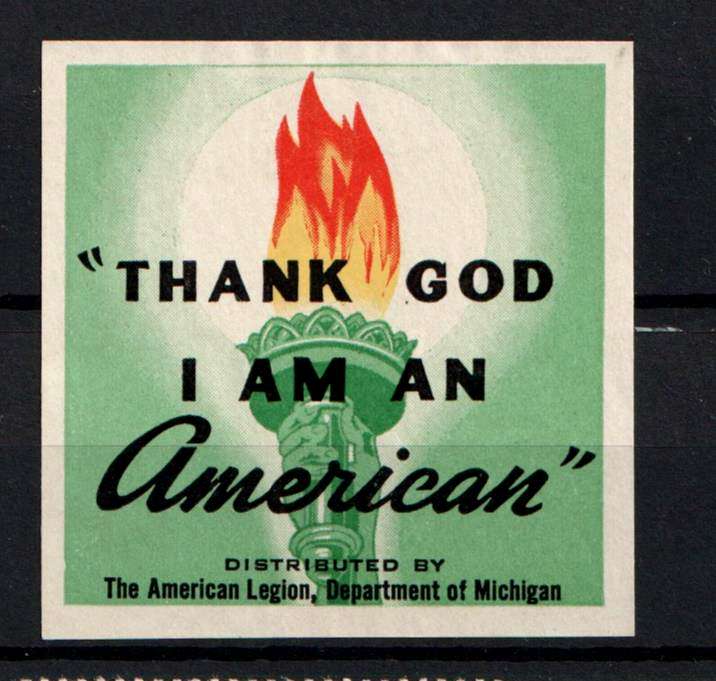 "THANK GOD
I AM AN
American"
DISTRIBUTED BY
The American Legion, Department of Michigan